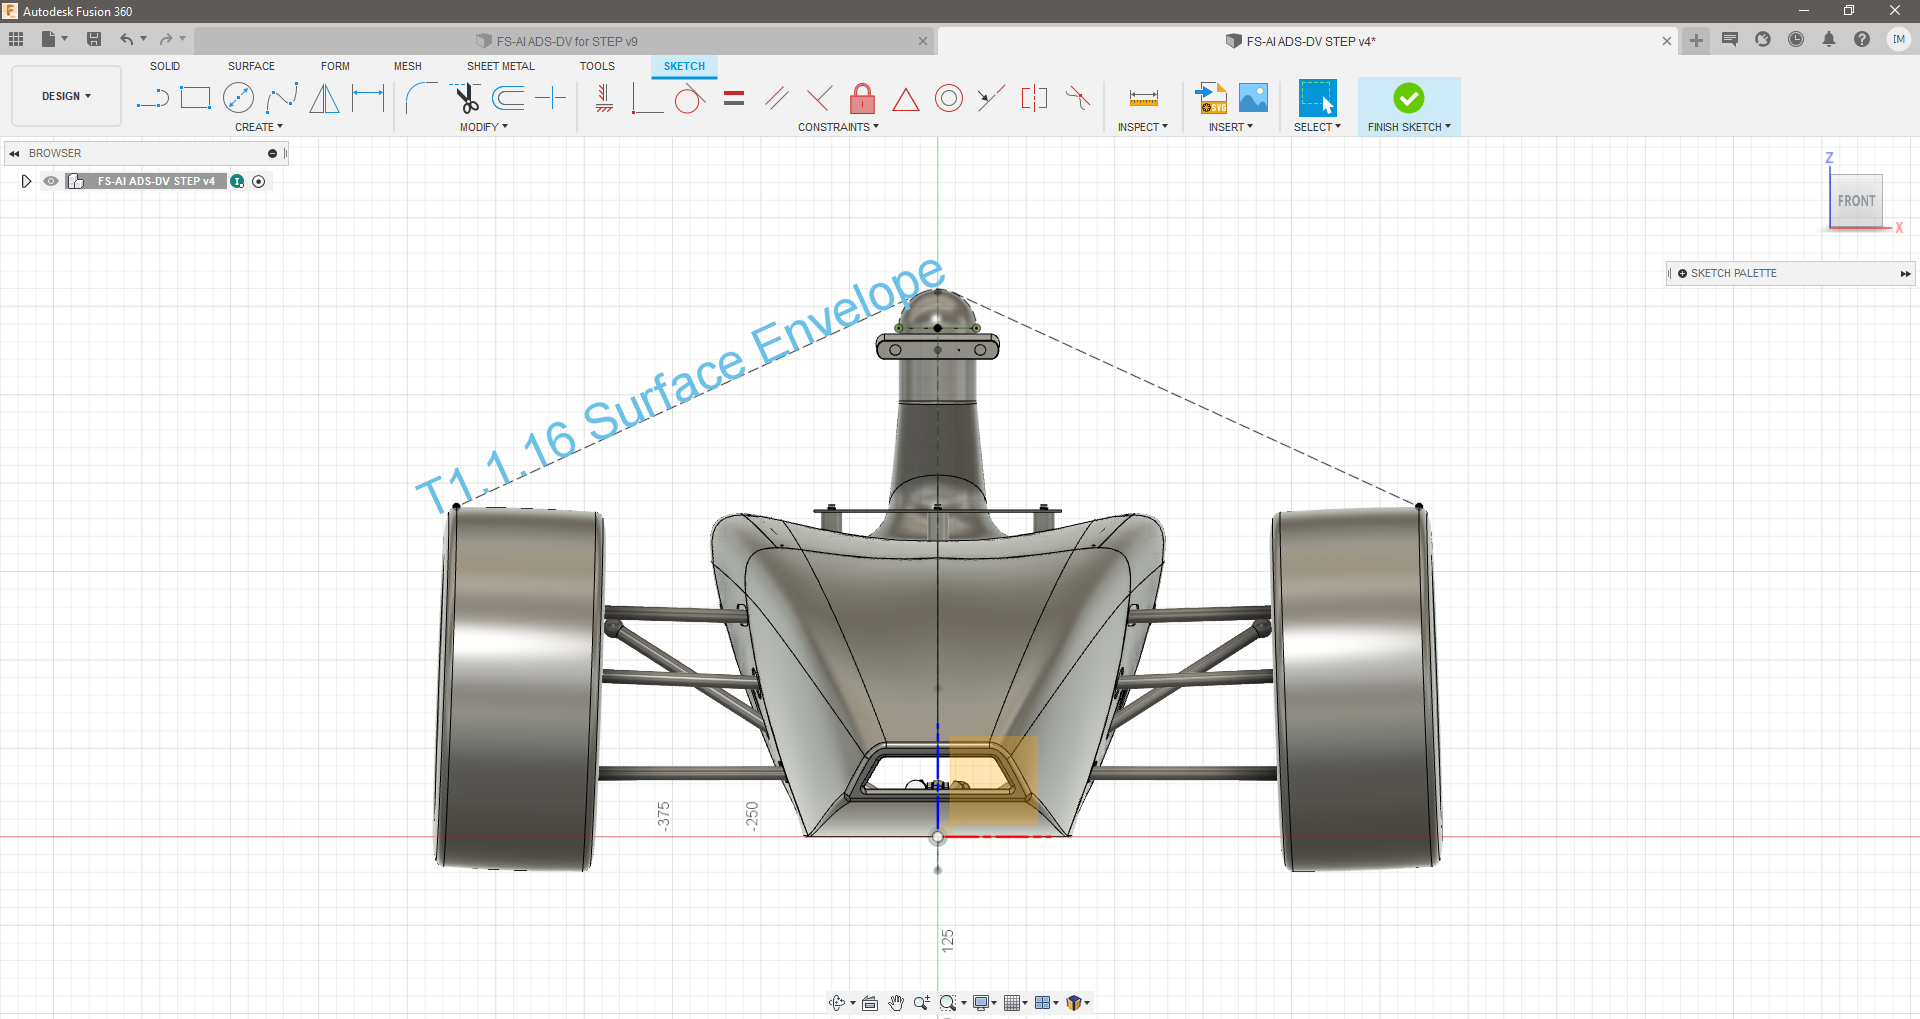 Autodesk Fusion 360
FS-AI ADS-DV for STEP v9
FS-AI ADS-DV STEP v4*
IM
SOLID
SURFACE
FORM
MESH
SHEET METAL
TOOLS
SKETCH
DESIGN
CREATE
MODIFY
CONSTRAINTS
INSPECT
SVG
INSERT
SELECT
FINISH SKETCH
BROWSER
FS-AI ADS-DV STEP v4
Z
FRONT
X
SKETCH PALETTE
T1.1.16 Surface Envelope
-375
-250
125